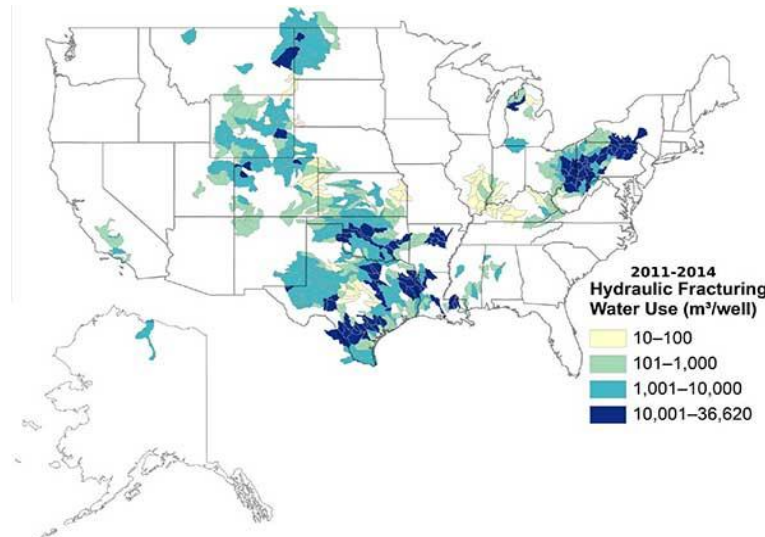 2011-2014
Hydraulic Fracturing
Water Use (m³/well)
10–100
101–1,000
1,001–10,000
10,001–36,620